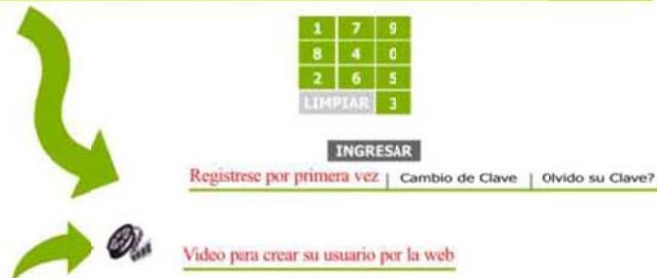 1 7 9
8 4 0
2 6 5
LIMPIAR 3
INGRESAR
Registrese por primera vez | Cambio de Clave | Olvido su Clave?
Video para crear su usuario por la web